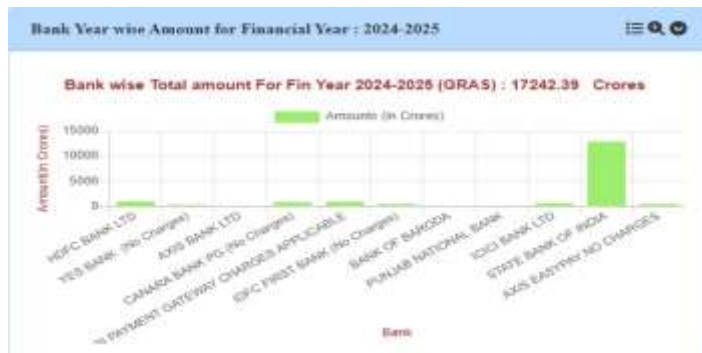 Bank Year wise Amount for Financial Year : 2024-2025
Bank wise Total amount For Fin Year 2024-2025 (GRAS) : 17242.39 Crores
Amounts (in Crores)
Amount(in Crores)
15000
10000
5000
0
HDFC BANK LTD
YES BANK (No Charges)
AXIS BANK LTD
CANARA BANK PG (No Charges)
PAYMENT GATEWAY CHARGES APPLICABLE
IDFC FIRST BANK (No Charges)
BANK OF BARODA
PUNJAB NATIONAL BANK
ICICI BANK LTD
STATE BANK OF INDIA
AXIS EASYPAY NO CHARGES
Bank